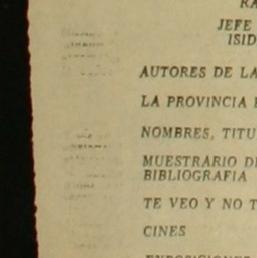 RA
JEFE
ISID
AUTORES DE LA
LA PROVINCIA
NOMBRES, TITU
MUESTRARIO D
BIBLIOGRAFIA
TE VEO Y NO T
CINES